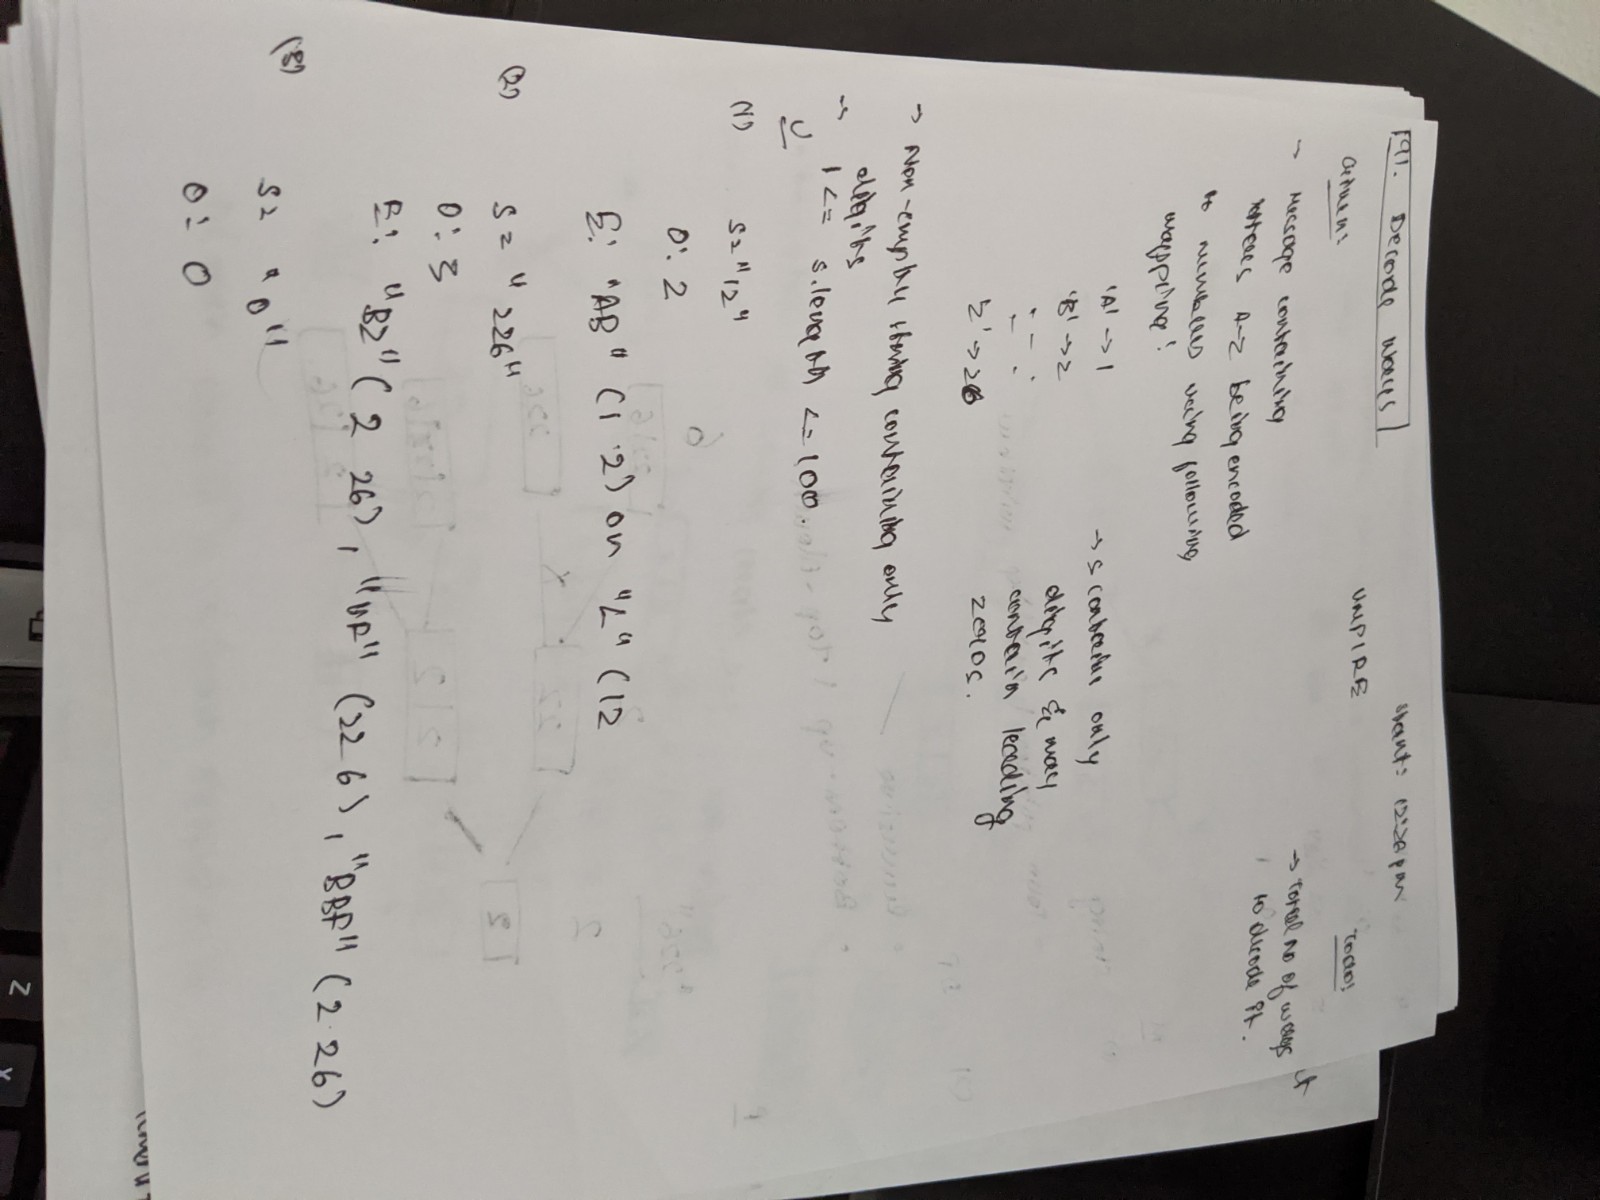 91. Decode Ways
Start: 12:22pm
UMPIRE
Given:
Todo:
→ Message containing
letters A-Z being encoded
to numbers using following
mapping:
→ total no of ways
to decode it.
'A' → 1
'B' → 2
Z' → 26
→ S contains only
digits & may
contain leading
zeros.
→ Non-empty string containing only
digits
→ 1 <= s.length <= 100.
U
(1)
S = "12"
O: 2
E: "AB" (1 2) or "L" (12
(2)
S = "226"
O: 3
E: "BZ" (2 26), "VF" (22 6), "BBF" (2 2 6)
(3)
S = "0"
O: 0
Z
X